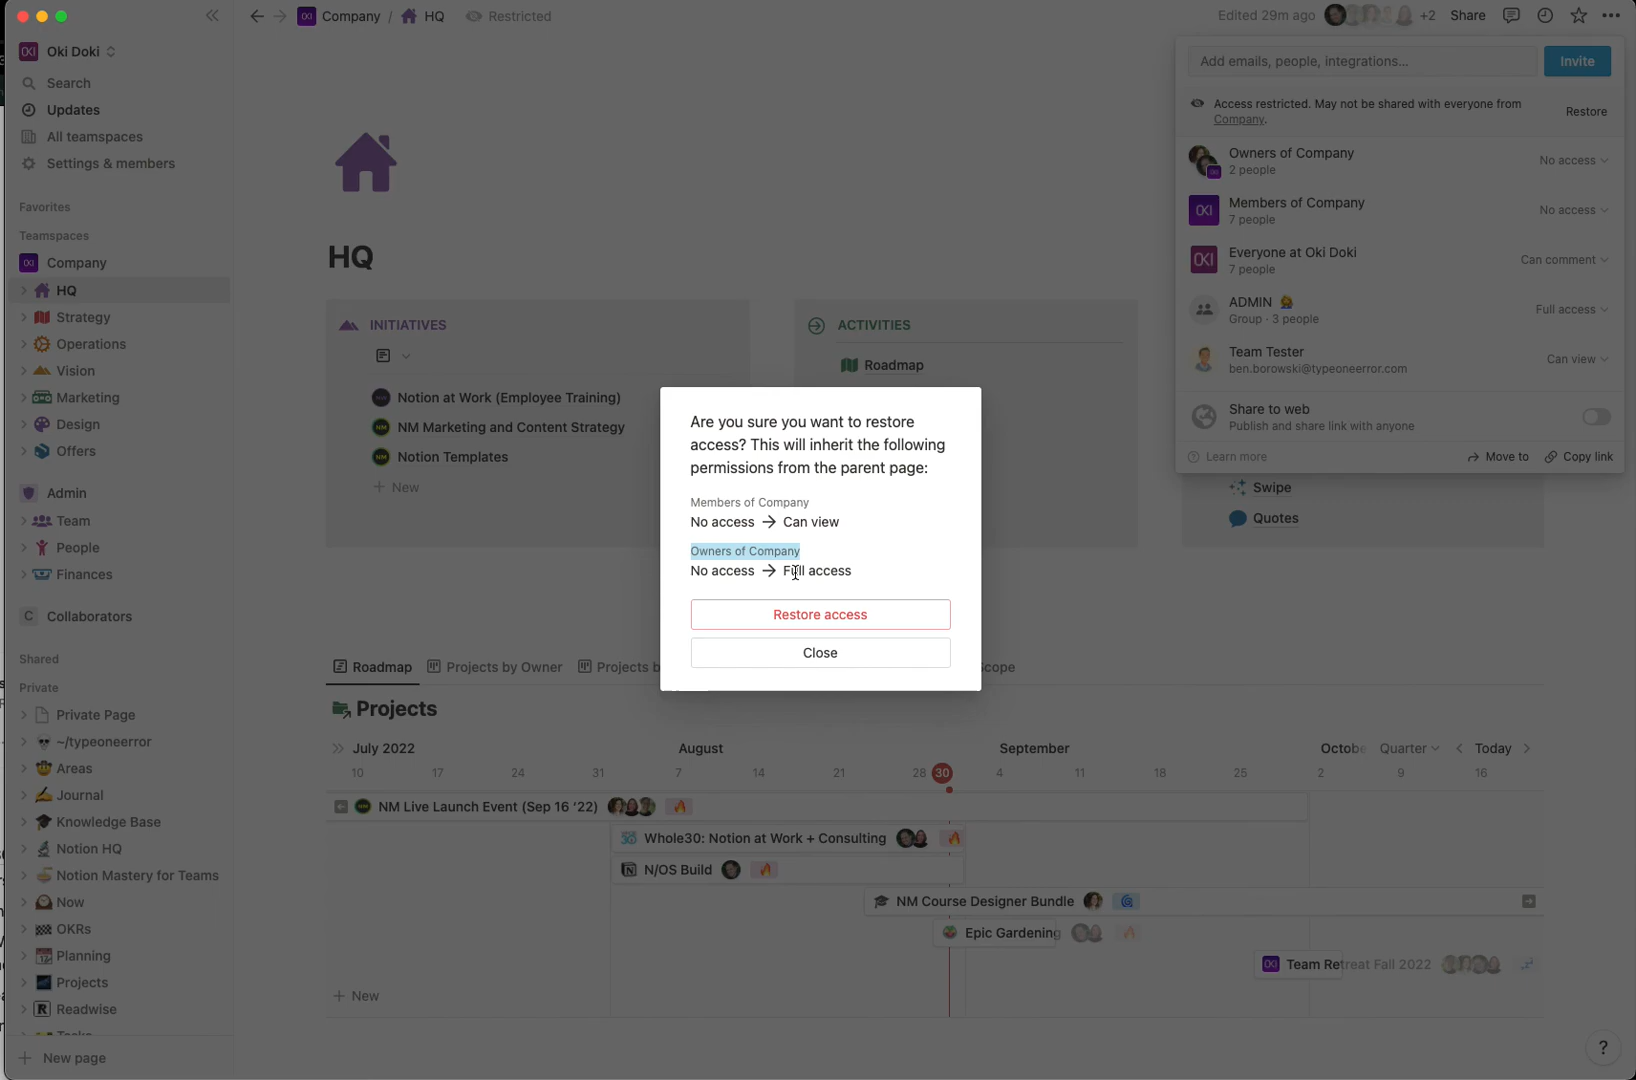 Company / HQ Restricted
Edited 29m ago +2 Share
Oki Doki
Search
Updates
All teamspaces
Settings & members
Favorites
Teamspaces
Company
HQ
Strategy
Operations
Vision
Marketing
Design
Offers
Admin
Team
People
Finances
Collaborators
Shared
Private
Private Page
~/typeoneerror
Areas
Journal
Knowledge Base
Notion HQ
Notion Mastery for Teams
Now
OKRs
Planning
Projects
Readwise
New page
HQ
INITIATIVES
Notion at Work (Employee Training)
NM Marketing and Content Strategy
Notion Templates
+ New
ACTIVITIES
Roadmap
Swipe
Quotes
Add emails, people, integrations...
Invite
Access restricted. May not be shared with everyone from
Company.
Restore
Owners of Company
2 people
No access
Members of Company
7 people
No access
Everyone at Oki Doki
7 people
Can comment
ADMIN
Group · 3 people
Full access
Team Tester
ben.borowski@typeoneerror.com
Can view
Share to web
Publish and share link with anyone
Learn more
Move to
Copy link
Are you sure you want to restore
access? This will inherit the following
permissions from the parent page:
Members of Company
No access → Can view
Owners of Company
No access → Full access
Restore access
Close
Roadmap Projects by Owner Projects b cope
Projects
July 2022 August September Octobe Quarter Today
10 17 24 31 7 14 21 28 30 4 11 18 25 2 9 16
NM Live Launch Event (Sep 16 '22)
Whole30: Notion at Work + Consulting
N/OS Build
NM Course Designer Bundle
Epic Gardening
Team Retreat Fall 2022
+ New
?